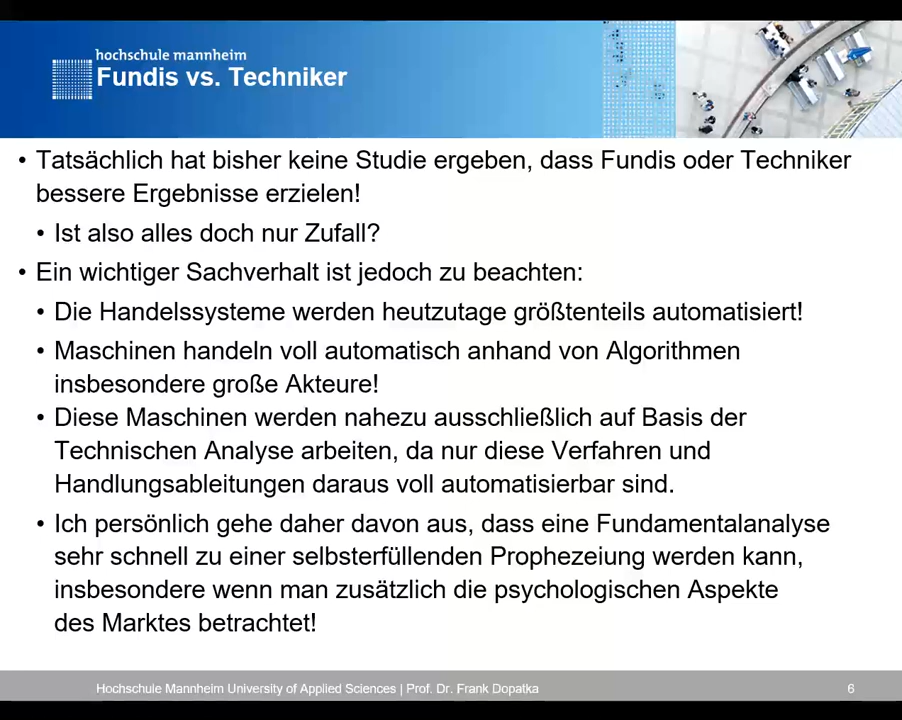 hochschule mannheim
Fundis vs. Techniker
• Tatsächlich hat bisher keine Studie ergeben, dass Fundis oder Techniker
bessere Ergebnisse erzielen!
• Ist also alles doch nur Zufall?
• Ein wichtiger Sachverhalt ist jedoch zu beachten:
• Die Handelssysteme werden heutzutage größtenteils automatisiert!
• Maschinen handeln voll automatisch anhand von Algorithmen
insbesondere große Akteure!
• Diese Maschinen werden nahezu ausschließlich auf Basis der
Technischen Analyse arbeiten, da nur diese Verfahren und
Handlungsableitungen daraus voll automatisierbar sind.
• Ich persönlich gehe daher davon aus, dass eine Fundamentalanalyse
sehr schnell zu einer selbsterfüllenden Prophezeiung werden kann,
insbesondere wenn man zusätzlich die psychologischen Aspekte
des Marktes betrachtet!
Hochschule Mannheim University of Applied Sciences | Prof. Dr. Frank Dopatka 6